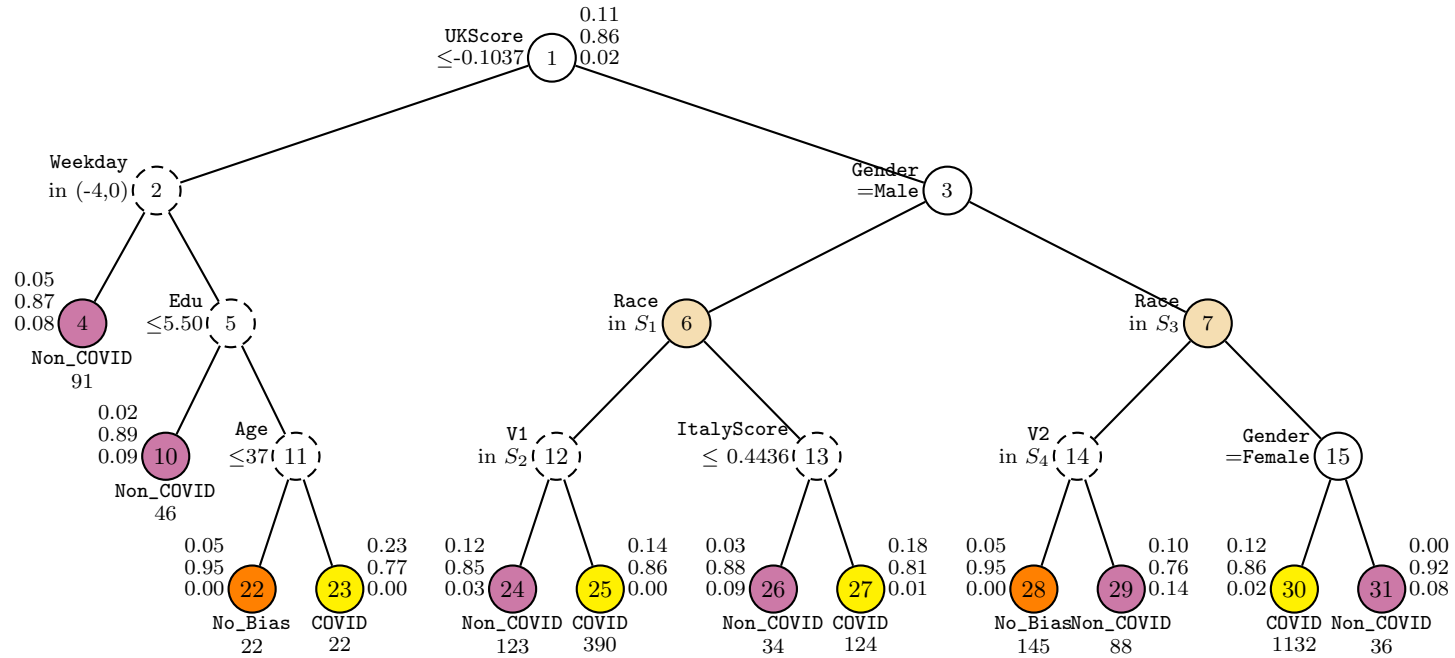 0.11
0.86
0.02
UKScore
≤-0.1037
1
Weekday
in (-4,0)
2
Gender
=Male
3
0.05
0.87
0.08
4
Non_COVID
91
Edu
≤5.50
5
Race
in S1
6
Race
in S3
7
0.02
0.89
0.09
10
Non_COVID
46
Age
≤37
11
V1
in S2
12
ItalyScore
≤ 0.4436
13
V2
in S4
14
Gender
=Female
15
0.05
0.95
0.00
22
No_Bias
22
0.23
0.77
0.00
23
COVID
22
0.12
0.85
0.03
24
Non_COVID
123
0.14
0.86
0.00
25
COVID
390
0.03
0.88
0.09
26
Non_COVID
34
0.18
0.81
0.01
27
COVID
124
0.05
0.95
0.00
28
No_Bias
145
0.10
0.76
0.14
29
Non_COVID
88
0.12
0.86
0.02
30
COVID
1132
0.00
0.92
0.08
31
Non_COVID
36